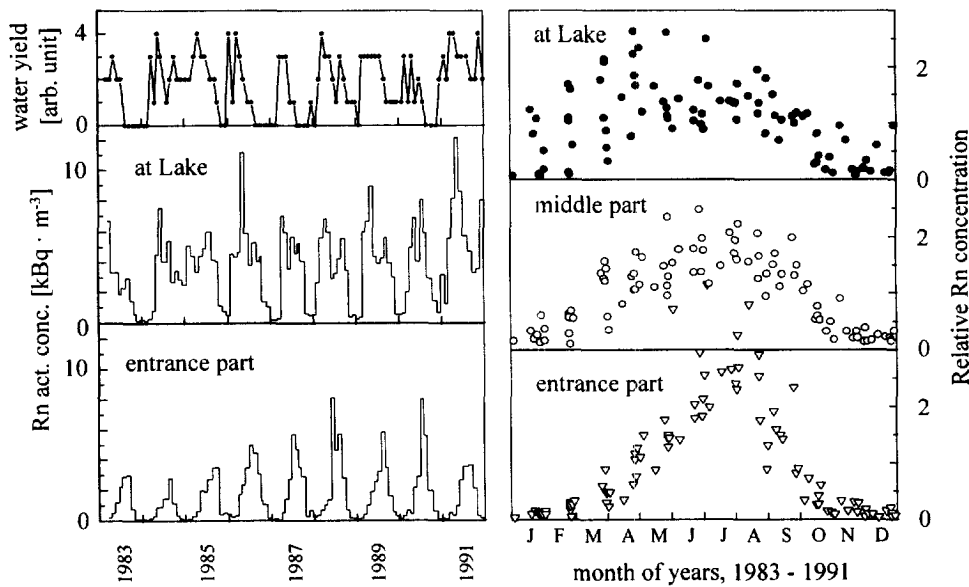 water yield
[arb. unit]
4
0
at Lake
Rn act. conc. [kBq · m⁻³]
10
0
entrance part
10
0
1983
1985
1987
1989
1991
at Lake
2
0
middle part
2
0
entrance part
2
0
Relative Rn concentration
J F M A M J J A S O N D
month of years, 1983 - 1991